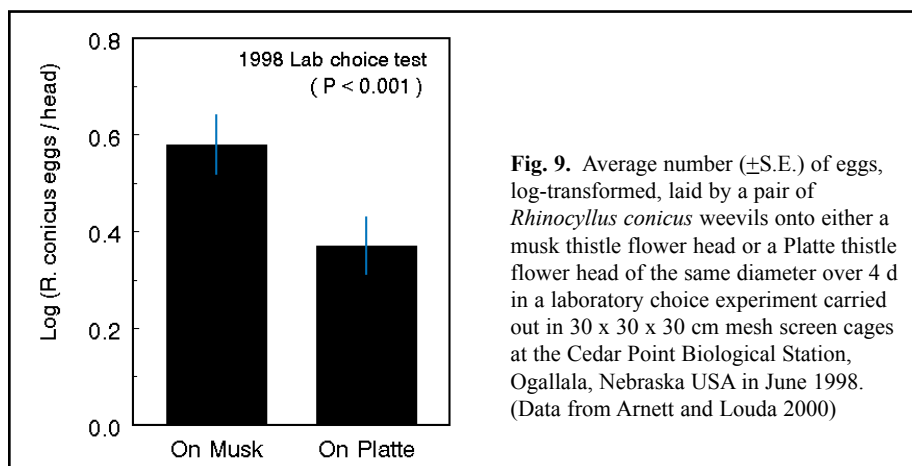 0.8
0.6
0.4
0.2
0.0
Log (R. conicus eggs / head)
1998 Lab choice test
( P < 0.001 )
On Musk
On Platte
Fig. 9. Average number (±S.E.) of eggs,
log-transformed, laid by a pair of
Rhinocyllus conicus weevils onto either a
musk thistle flower head or a Platte thistle
flower head of the same diameter over 4 d
in a laboratory choice experiment carried
out in 30 x 30 x 30 cm mesh screen cages
at the Cedar Point Biological Station,
Ogallala, Nebraska USA in June 1998.
(Data from Arnett and Louda 2000)